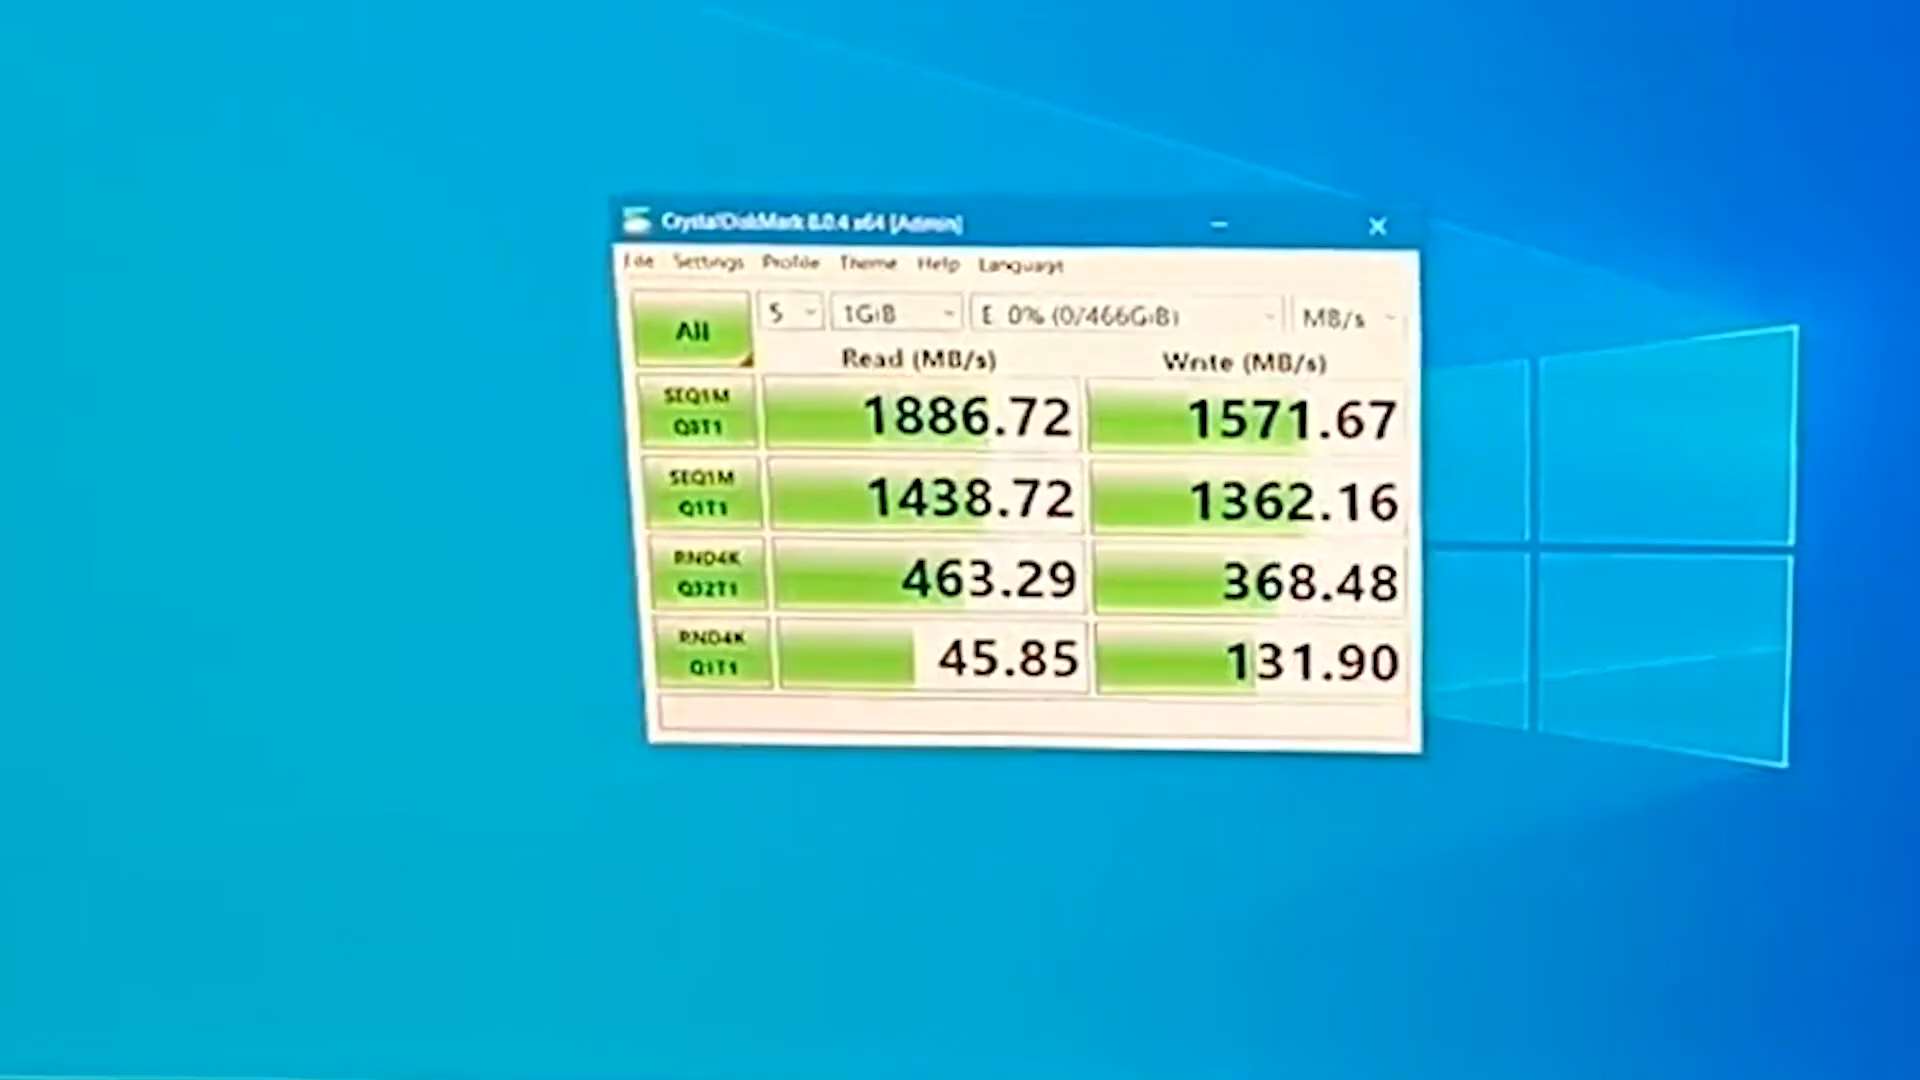 CrystalDiskMark 8.0.4 x64 [Admin]
File Settings Profile Theme Help Language
All 5 1GiB E: 0% (0/466GiB) MB/s
Read (MB/s) Write (MB/s)
SEQ1M Q8T1 1886.72 1571.67
SEQ1M Q1T1 1438.72 1362.16
RND4K Q32T1 463.29 368.48
RND4K Q1T1 45.85 131.90